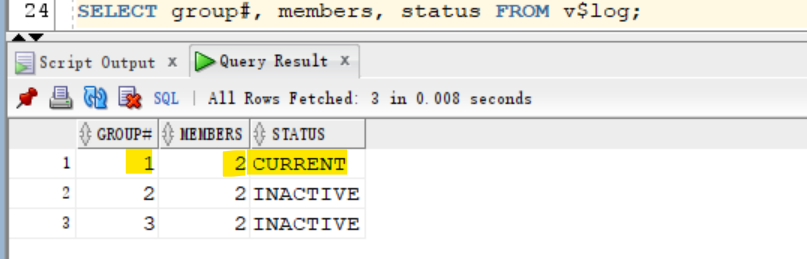 24 SELECT group#, members, status FROM v$log;
Script Output x Query Result x
SQL | All Rows Fetched: 3 in 0.008 seconds
GROUP# MEMBERS STATUS
1 1 2 CURRENT
2 2 2 INACTIVE
3 3 2 INACTIVE